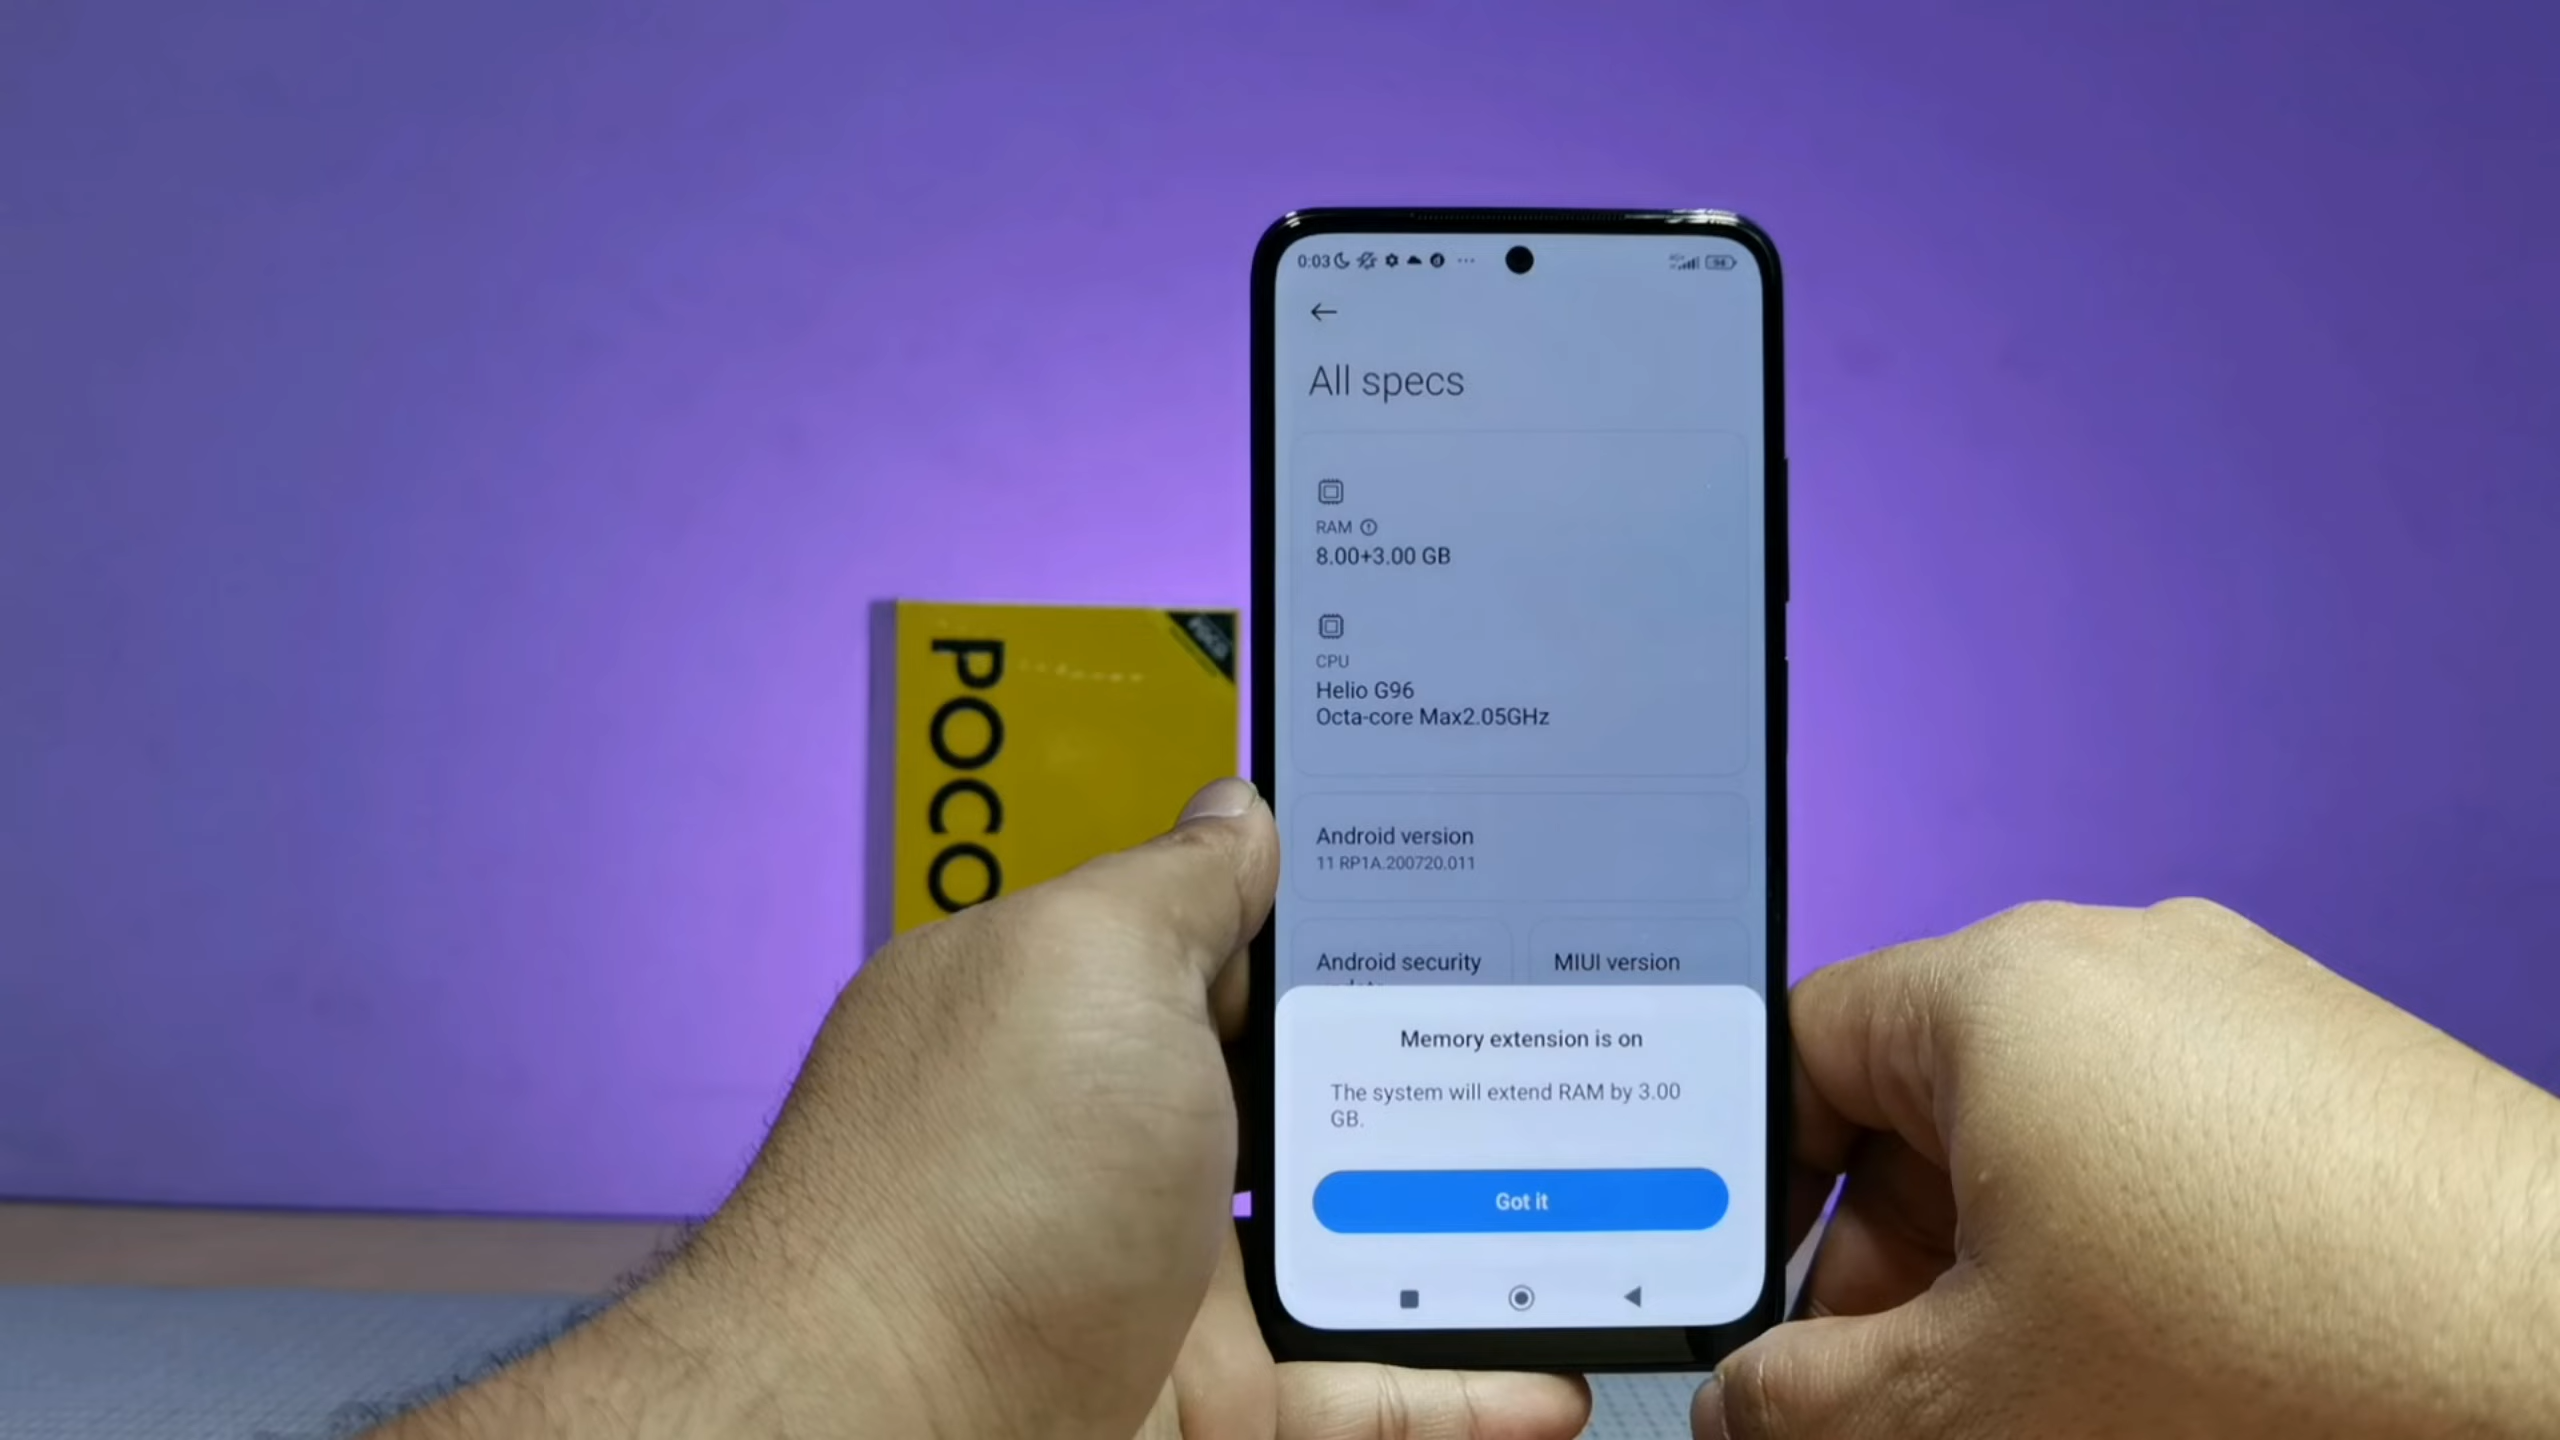 0:03
All specs
RAM
8.00+3.00 GB
CPU
Helio G96
Octa-core Max2.05GHz
Android version
11 RP1A.200720.011
Android security
MIUI version
Memory extension is on
The system will extend RAM by 3.00
GB.
Got it
POCO